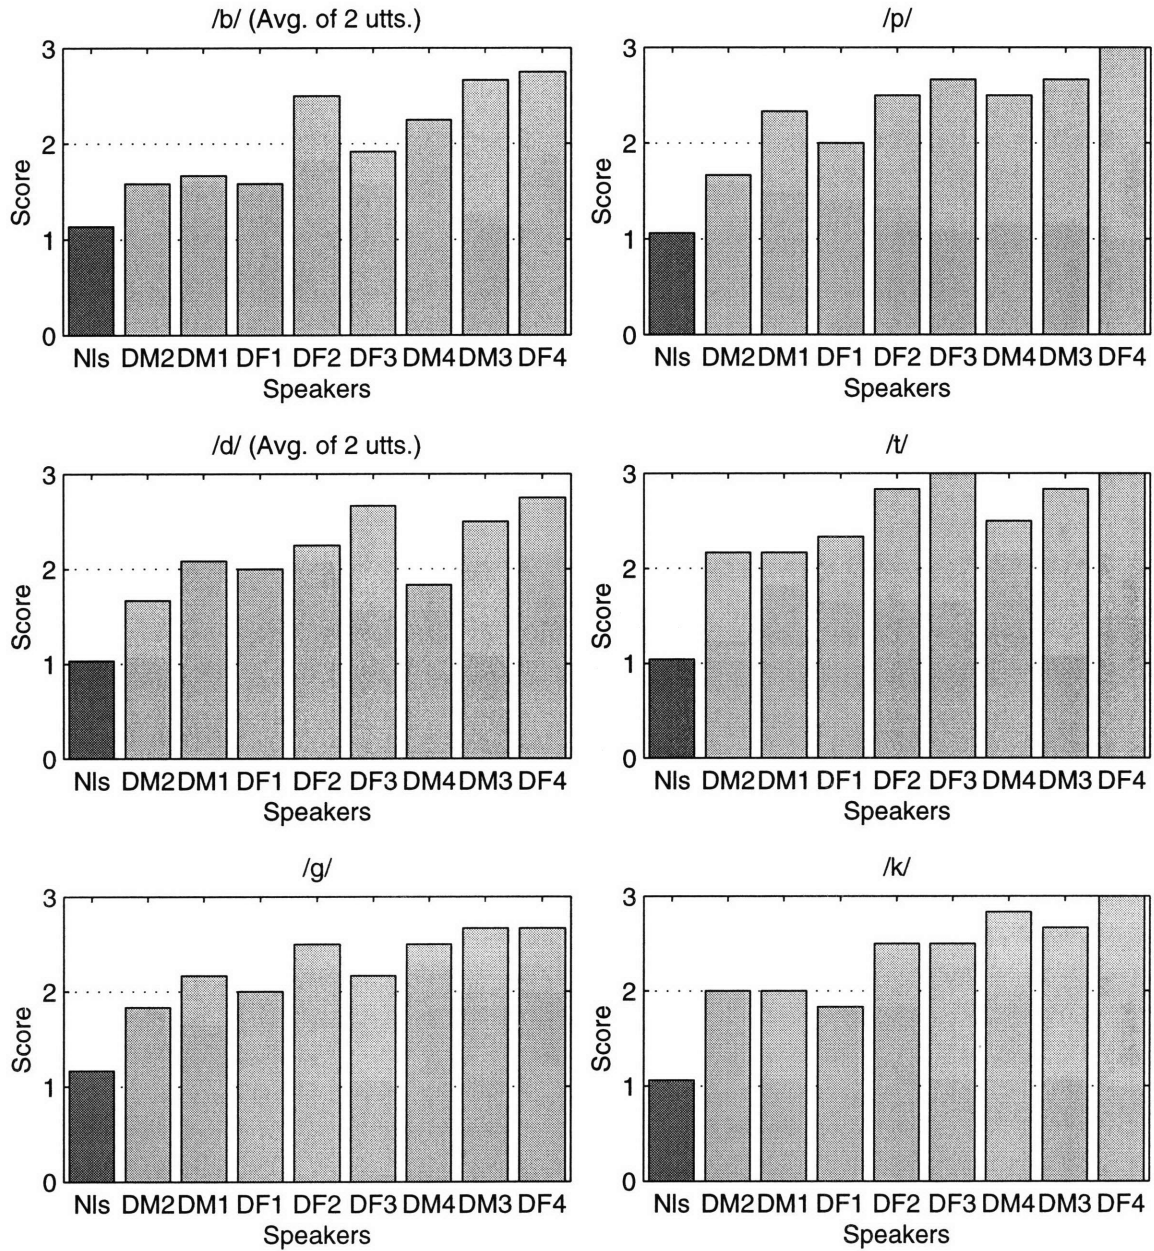 /b/ (Avg. of 2 utts.)
3
2
1
0
Score
Nls DM2 DM1 DF1 DF2 DF3 DM4 DM3 DF4
Speakers
/p/
3
2
1
0
Score
Nls DM2 DM1 DF1 DF2 DF3 DM4 DM3 DF4
Speakers
/d/ (Avg. of 2 utts.)
3
2
1
0
Score
Nls DM2 DM1 DF1 DF2 DF3 DM4 DM3 DF4
Speakers
/t/
3
2
1
0
Score
Nls DM2 DM1 DF1 DF2 DF3 DM4 DM3 DF4
Speakers
/g/
3
2
1
0
Score
Nls DM2 DM1 DF1 DF2 DF3 DM4 DM3 DF4
Speakers
/k/
3
2
1
0
Score
Nls DM2 DM1 DF1 DF2 DF3 DM4 DM3 DF4
Speakers